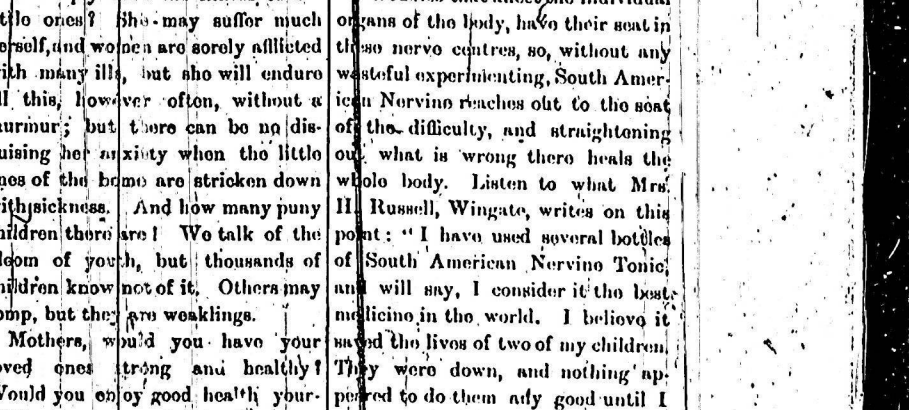 tle ones? She may suffer much
erself, and women are sorely afflicted
ith many ills, but she will endure
ll this, however often, without a
urmur; but there can be no dis-
uising her anxiety when the little
nes of the home are stricken down
ith sickness. And how many puny
hildren there are! We talk of the
loom of youth, but thousands of
hildren know not of it. Others may
omp, but they are weaklings.
Mothers, would you have your
oved ones strong and healthy?
Would you enjoy good health your-
organs of the body, have their seat in
these nerve centres, so, without any
wasteful experimenting, South Amer-
ican Nervine reaches out to the seat
of the difficulty, and straightening
out what is wrong there heals the
whole body. Listen to what Mrs.
H. Russell, Wingate, writes on this
point: "I have used several bottles
of South American Nervine Tonic,
and will say, I consider it the best
medicine in the world. I believe it
saved the lives of two of my children.
They were down, and nothing ap-
peared to do them any good until I